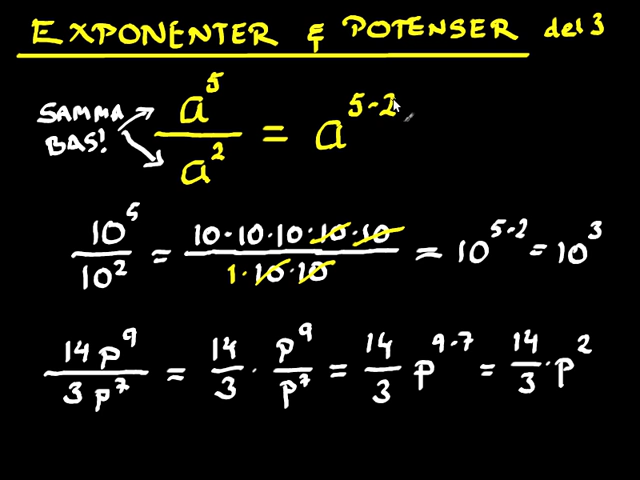 EXPONENTER & POTENSER del 3
SAMMA BAS! a^5 / a^2 = a^(5-2)
10^5 / 10^2 = 10·10·10·10·10 / 1·10·10 = 10^(5-2) = 10^3
14p^9 / 3p^7 = 14/3 · p^9/p^7 = 14/3 p^(9-7) = 14/3 · p^2